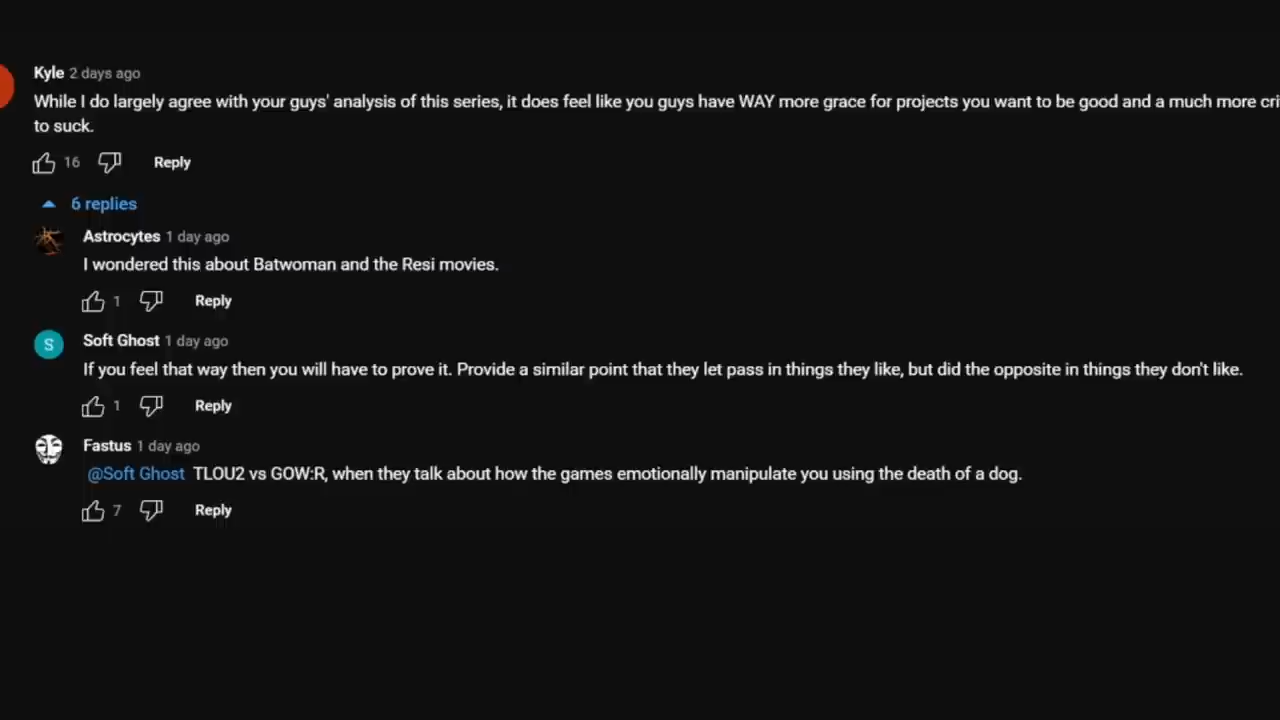 Kyle 2 days ago
While I do largely agree with your guys' analysis of this series, it does feel like you guys have WAY more grace for projects you want to be good and a much more
to suck.
16 Reply
6 replies
Astrocytes 1 day ago
I wondered this about Batwoman and the Resi movies.
1 Reply
S
Soft Ghost 1 day ago
If you feel that way then you will have to prove it. Provide a similar point that they let pass in things they like, but did the opposite in things they don't like.
1 Reply
Fastus 1 day ago
@Soft Ghost TLOU2 vs GOW:R, when they talk about how the games emotionally manipulate you using the death of a dog.
7 Reply